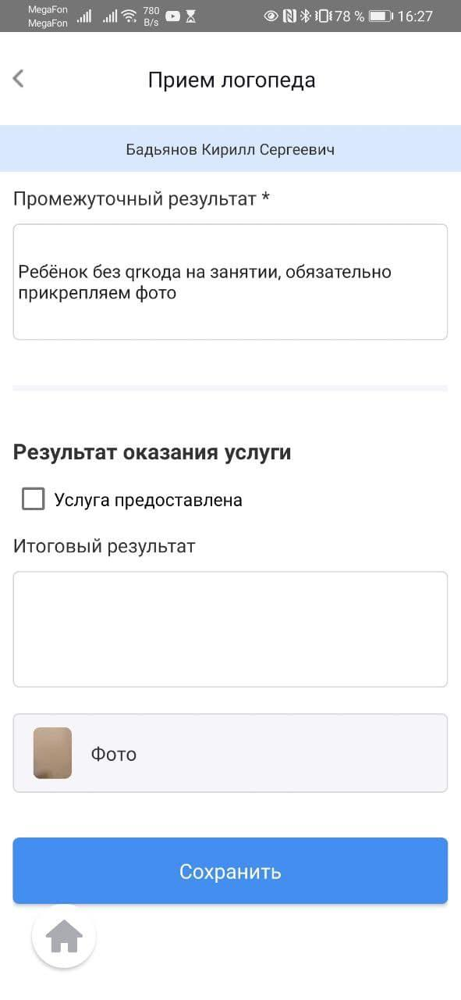 MegaFon
MegaFon
780
B/s
78 %
16:27
Прием логопеда
Бадьянов Кирилл Сергеевич
Промежуточный результат *
Ребёнок без qrкода на занятии, обязательно
прикрепляем фото
Результат оказания услуги
Услуга предоставлена
Итоговый результат
Фото
Сохранить